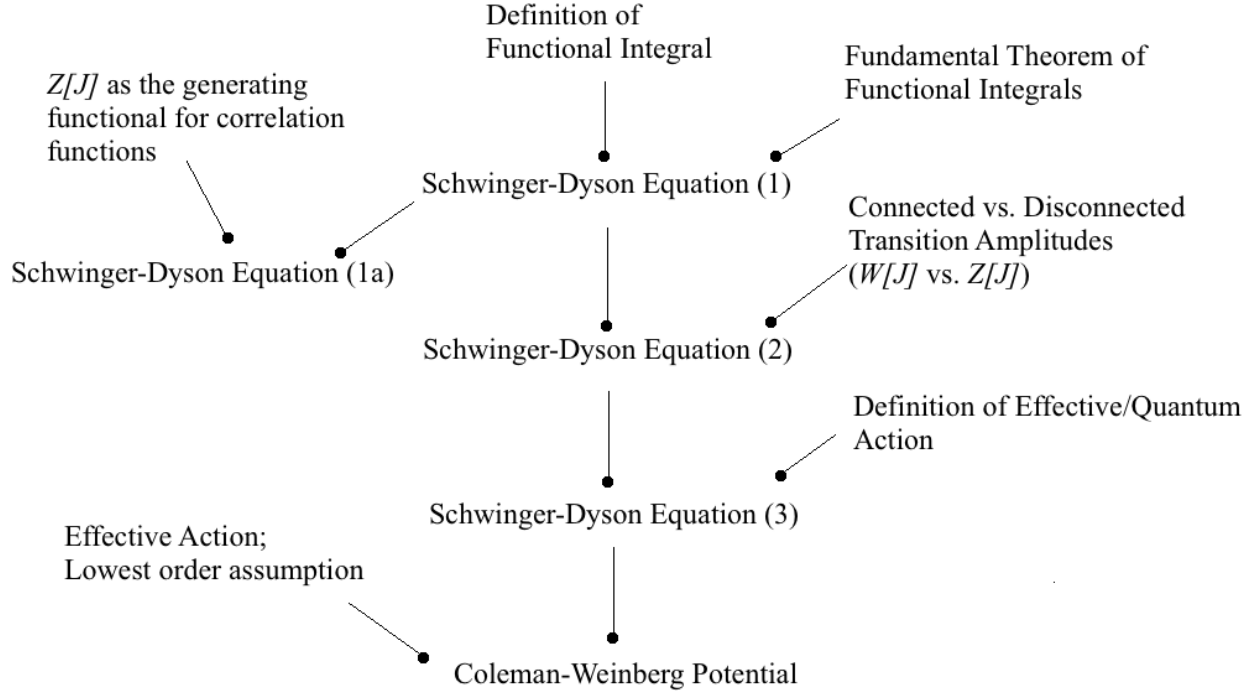 Definition of
Functional Integral
Fundamental Theorem of
Functional Integrals
Z[J] as the generating
functional for correlation
functions
Schwinger-Dyson Equation (1)
Connected vs. Disconnected
Transition Amplitudes
(W[J] vs. Z[J])
Schwinger-Dyson Equation (1a)
Schwinger-Dyson Equation (2)
Definition of Effective/Quantum
Action
Schwinger-Dyson Equation (3)
Effective Action;
Lowest order assumption
Coleman-Weinberg Potential